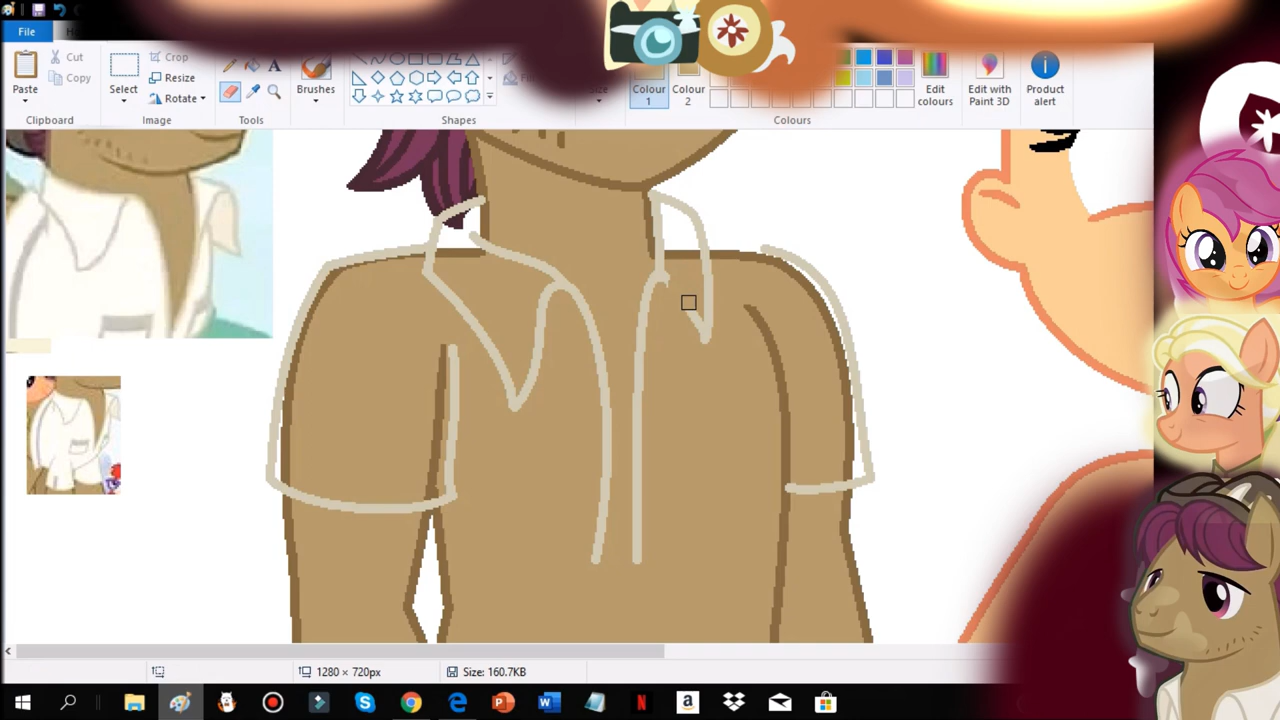 File
Cut
Copy
Paste
Clipboard
Crop
Resize
Rotate
Select
Image
Tools
Brushes
Shapes
Colour
1
Colour
2
Edit
colours
Colours
Edit with
Paint 3D
Product
alert
1280 × 720px
Size: 160.7KB